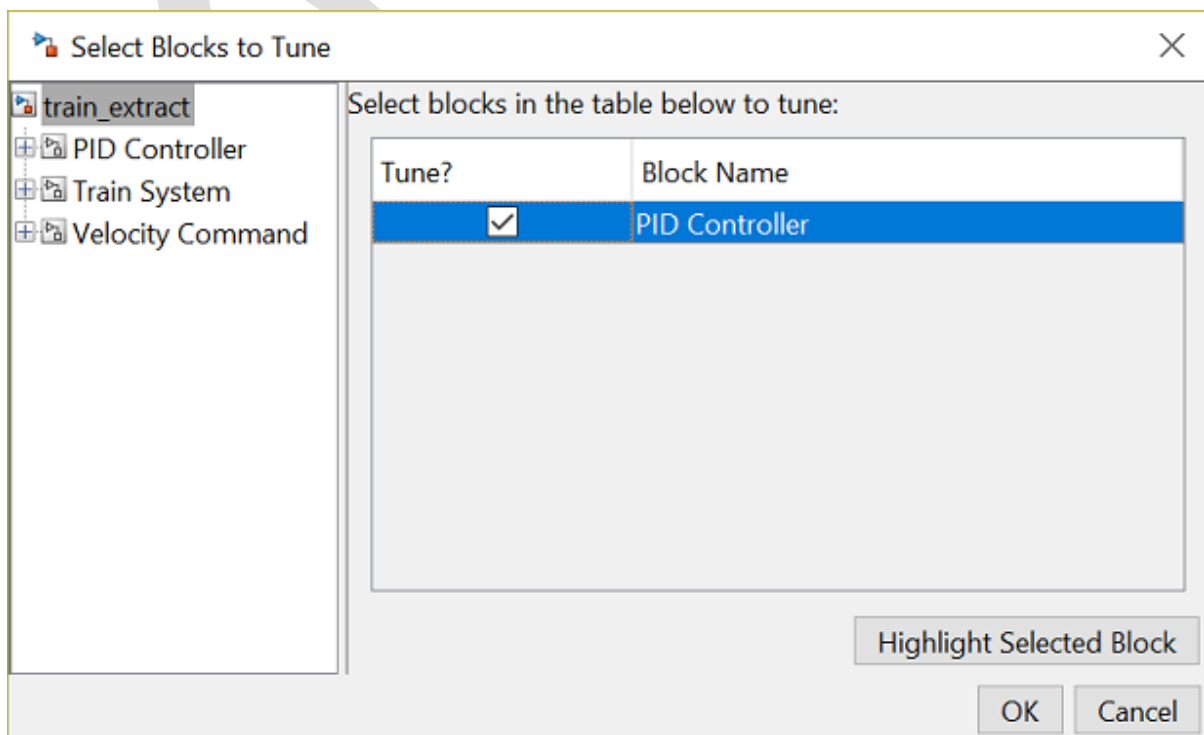 Select Blocks to Tune
train_extract
PID Controller
Train System
Velocity Command
Select blocks in the table below to tune:
Tune? Block Name
PID Controller
Highlight Selected Block
OK Cancel